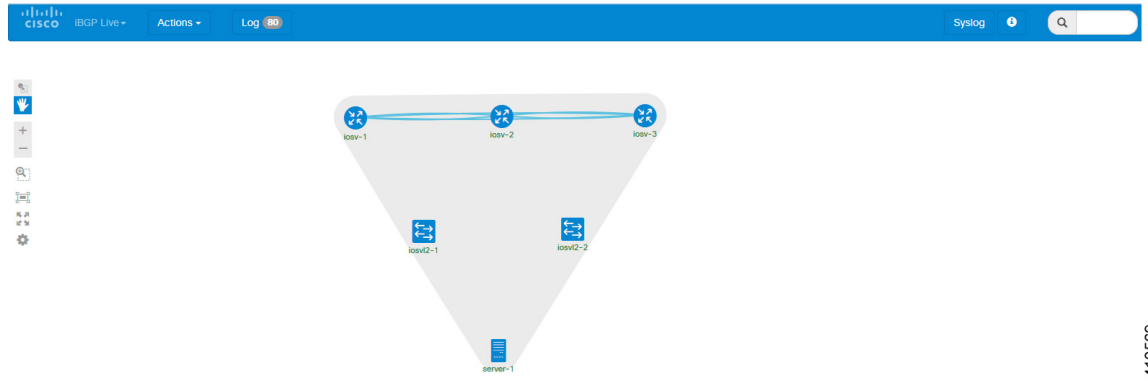 CISCO iBGP Live Actions Log 80 Syslog
iosv-1 iosv-2 iosv-3
iosvl2-1 iosvl2-2
server-1